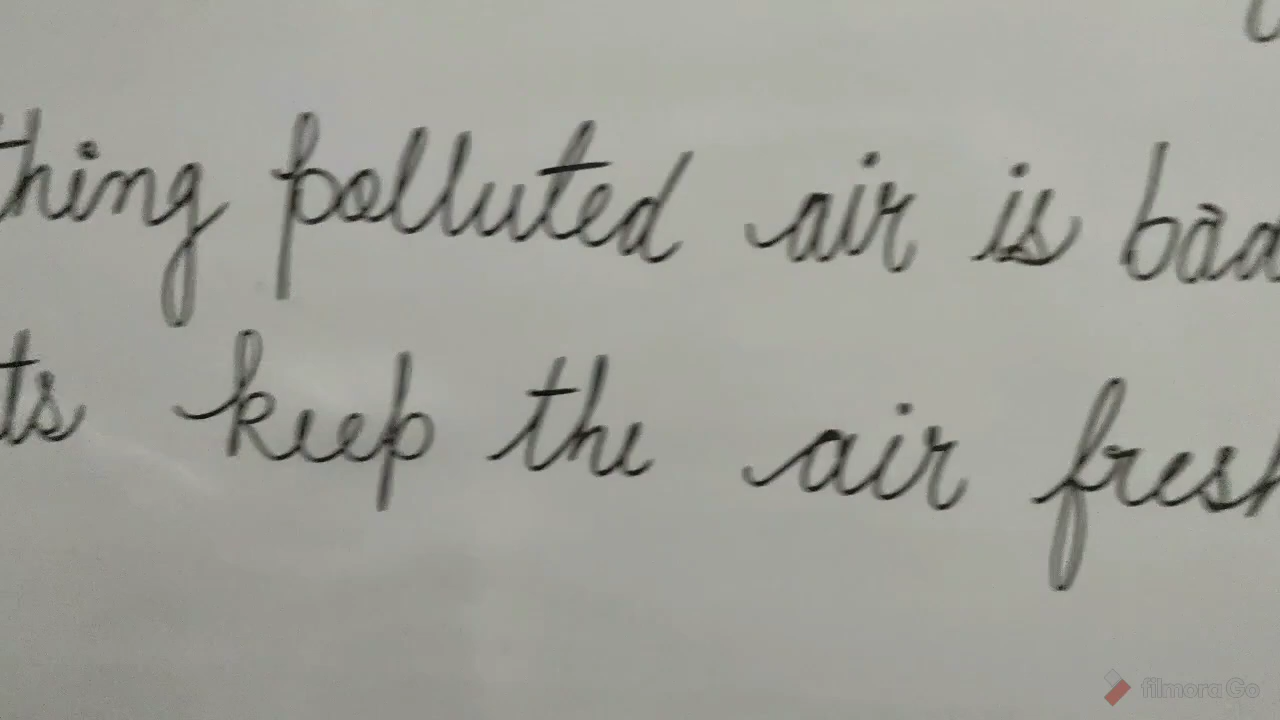 thing polluted air is bad
ts keep the air fresh
filmora Go